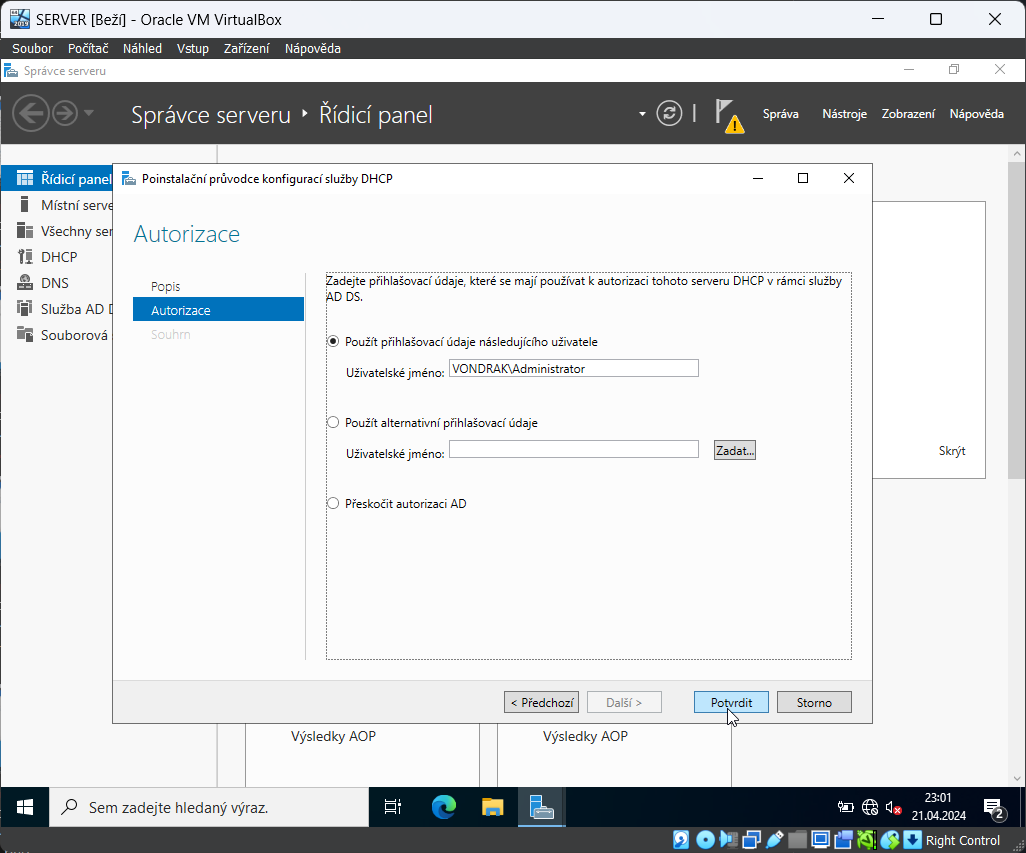 SERVER [Beží] - Oracle VM VirtualBox
Soubor Počítač Náhled Vstup Zařízení Nápověda
Správce serveru
Správce serveru Řídicí panel
Správa Nástroje Zobrazení Nápověda
Řídicí panel
Místní serve
Všechny ser
DHCP
DNS
Služba AD D
Souborová
Poinstalační průvodce konfigurací služby DHCP
Autorizace
Popis
Autorizace
Souhrn
Zadejte přihlašovací údaje, které se mají používat k autorizaci tohoto serveru DHCP v rámci služby
AD DS.
Použít přihlašovací údaje následujícího uživatele
Uživatelské jméno: VONDRAK\Administrator
Použít alternativní přihlašovací údaje
Uživatelské jméno: Zadat...
Přeskočit autorizaci AD
Skrýt
< Předchozí Další > Potvrdit Storno
Výsledky AOP Výsledky AOP
Sem zadejte hledaný výraz.
23:01
21.04.2024
2
Right Control